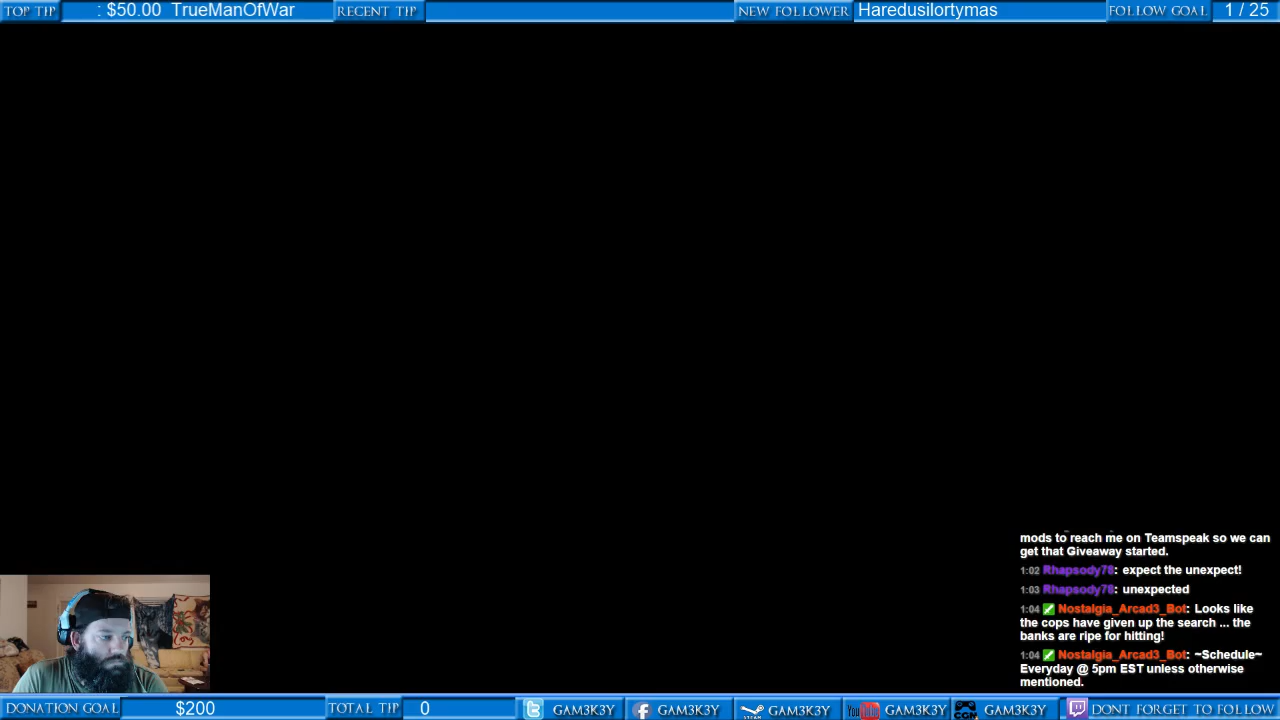 TOP TIP : $50.00 TrueManOfWar RECENT TIP NEW FOLLOWER Haredusilortymas FOLLOW GOAL 1 / 25
mods to reach me on Teamspeak so we can
get that Giveaway started.
1:02 Rhapsody78: expect the unexpect!
1:03 Rhapsody78: unexpected
1:04 Nostalgia_Arcad3_Bot: Looks like
the cops have given up the search ... the
banks are ripe for hitting!
1:04 Nostalgia_Arcad3_Bot: ~Schedule~
Everyday @ 5pm EST unless otherwise
mentioned.
DONATION GOAL $200 TOTAL TIP 0 GAM3K3Y GAM3K3Y STEAM GAM3K3Y YouTube GAM3K3Y GAM3K3Y DONT FORGET TO FOLLOW